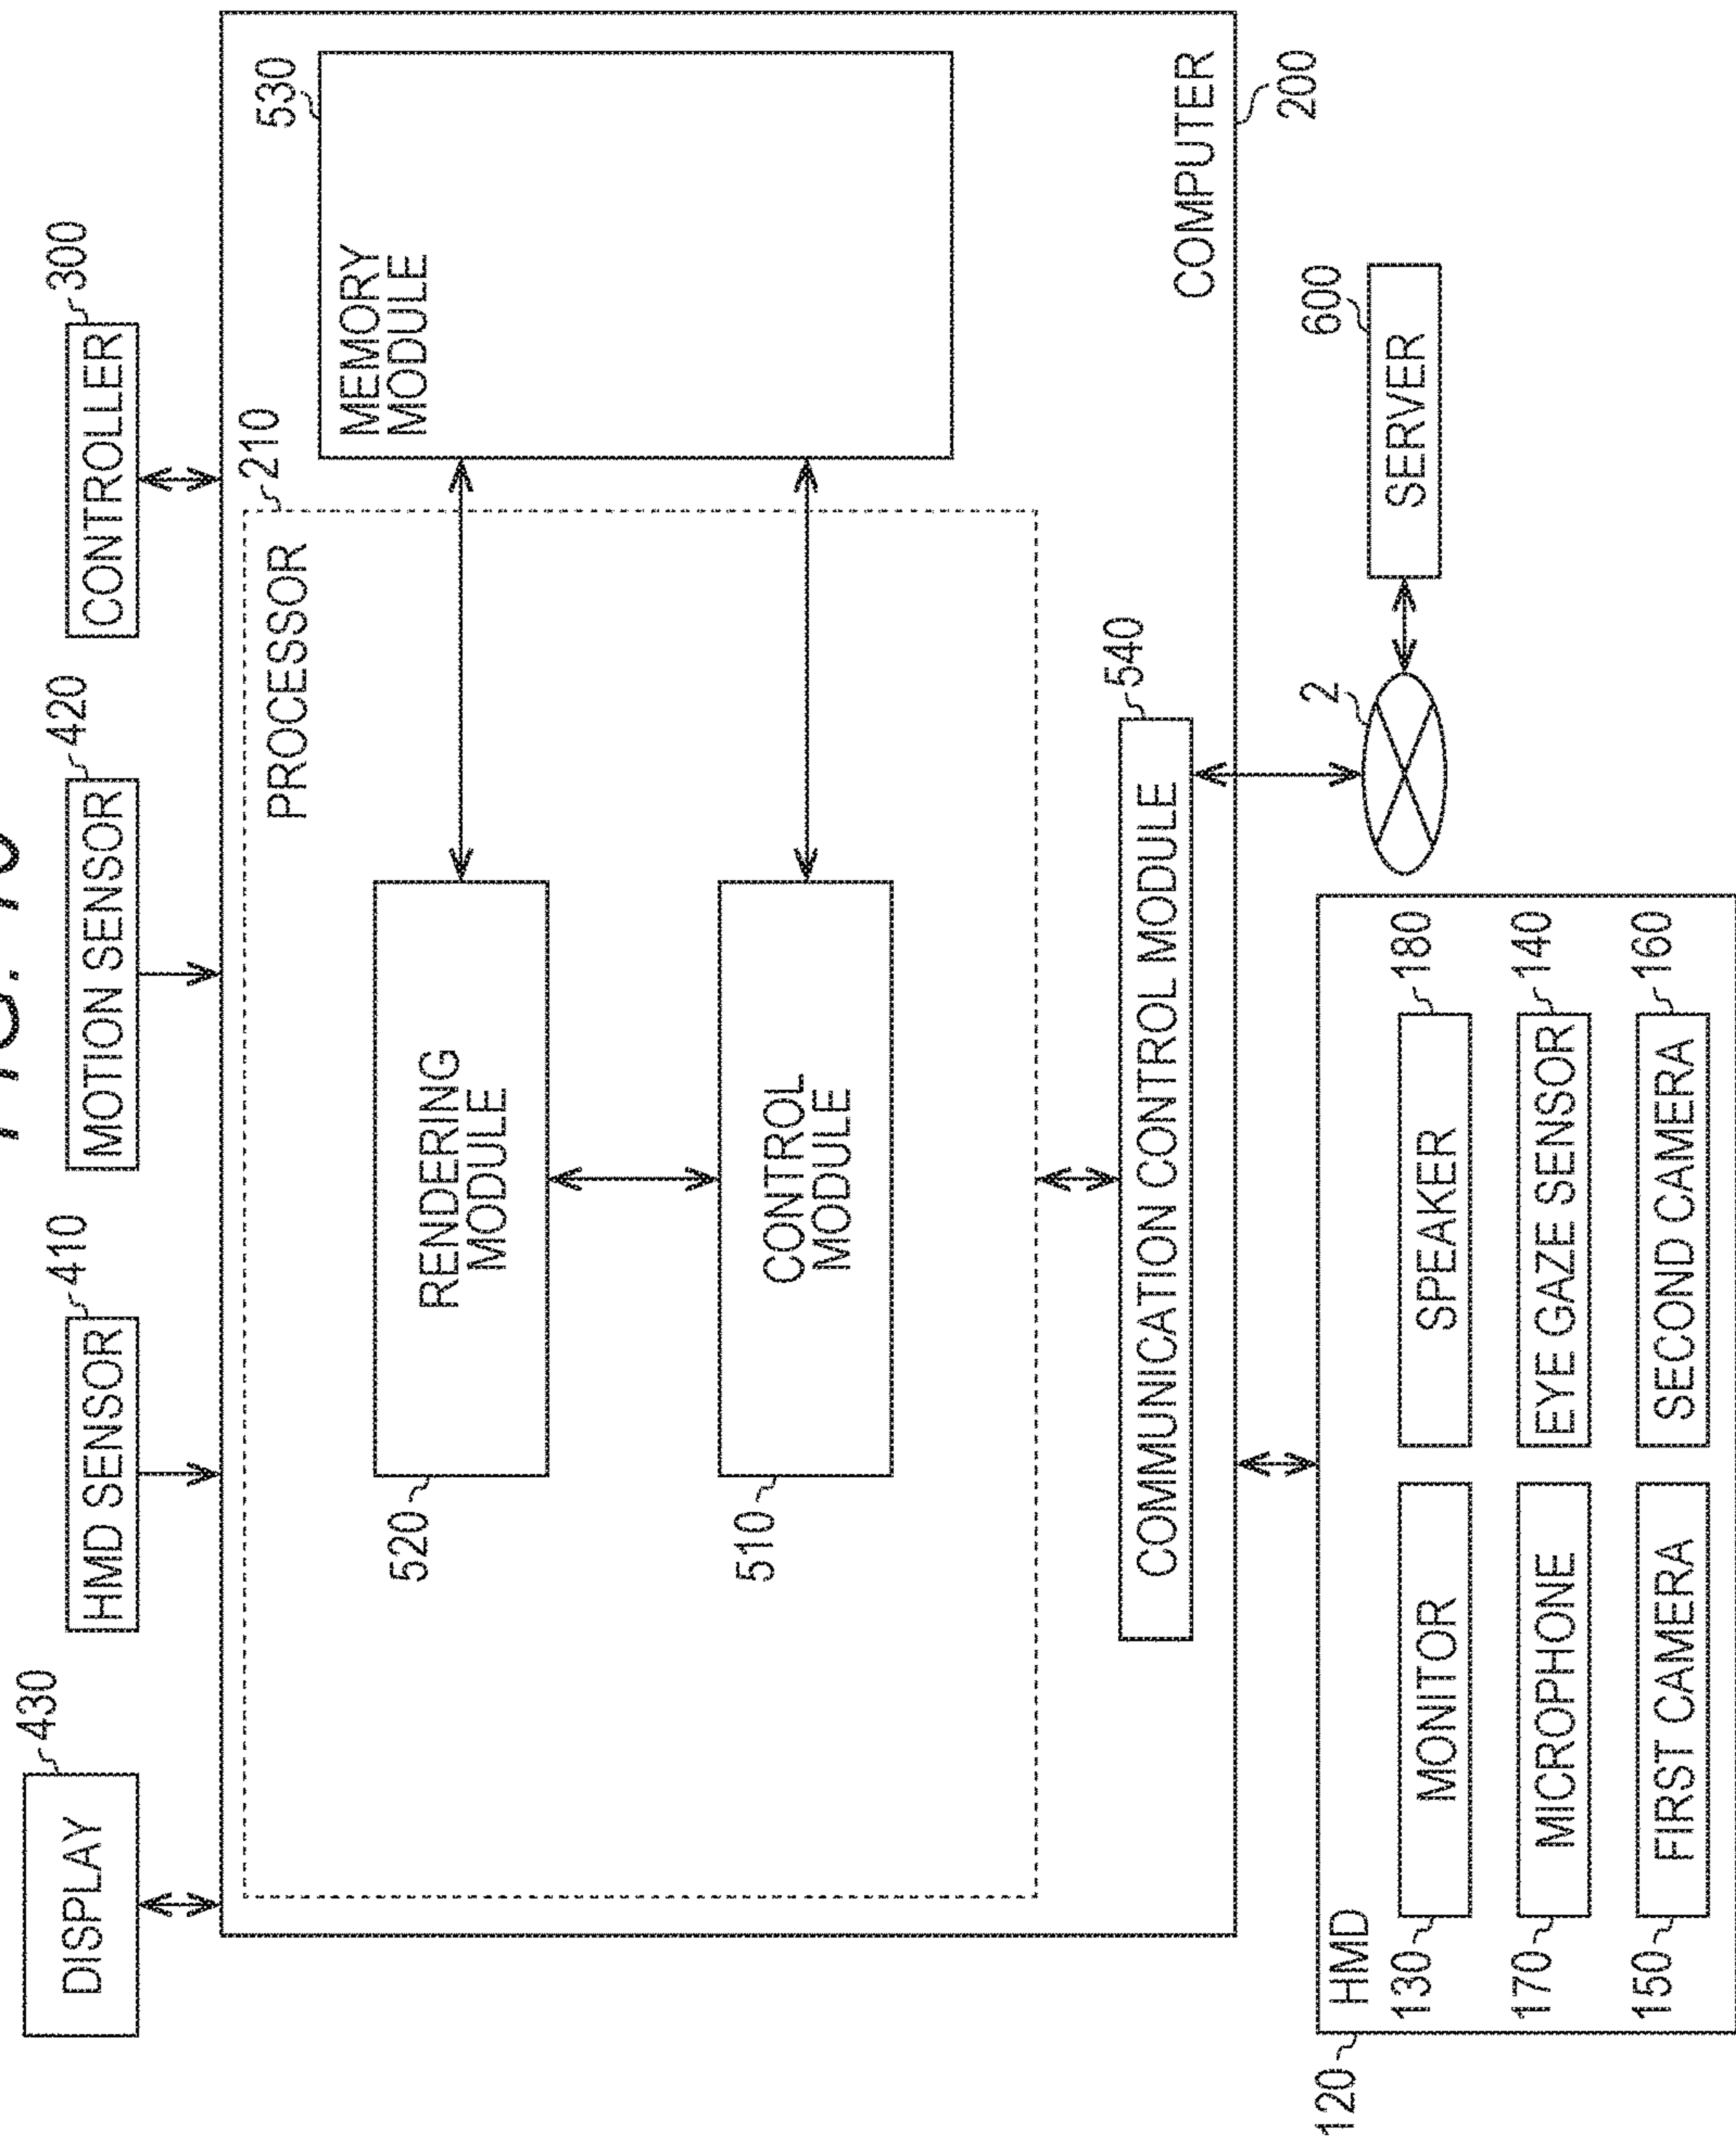 DISPLAY
430
HMD SENSOR
410
MOTION SENSOR
420
CONTROLLER
300
PROCESSOR
210
530
MEMORY
MODULE
520
RENDERING
MODULE
510
CONTROL
MODULE
COMMUNICATION CONTROL MODULE
540
COMPUTER
200
HMD
120
130
MONITOR
SPEAKER
180
170
MICROPHONE
EYE GAZE SENSOR
140
150
FIRST CAMERA
SECOND CAMERA
160
2
600
SERVER